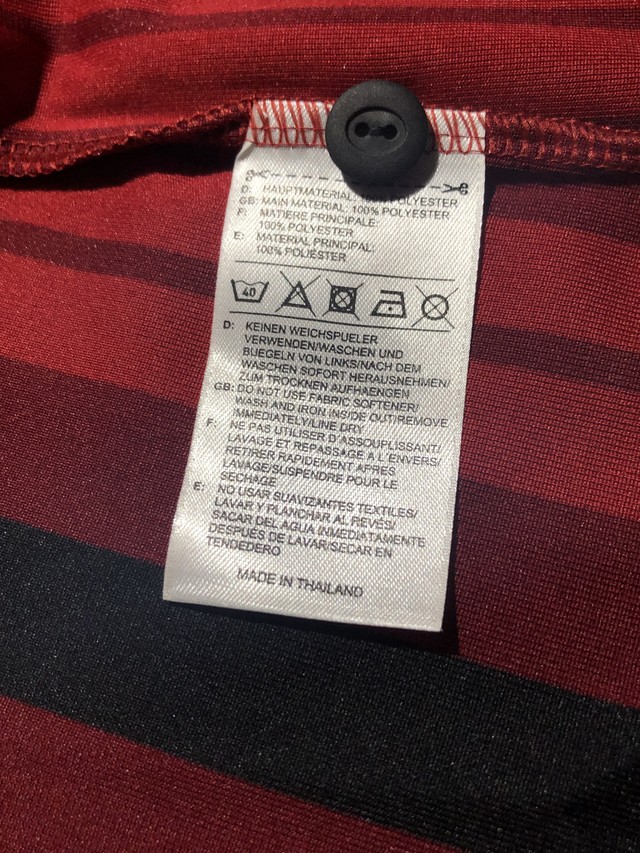 D: HAUPTMATERIAL: POLYESTER
GB: MAIN MATERIAL: 100% POLYESTER
F: MATIERE PRINCIPALE:
100% POLYESTER
E: MATERIAL PRINCIPAL:
100% POLIESTER
40
D: KEINEN WEICHSPUELER
VERWENDEN/WASCHEN UND
BUEGELN VON LINKS/NACH DEM
WASCHEN SOFORT HERAUSNEHMEN/
ZUM TROCKNEN AUFHAENGEN
GB: DO NOT USE FABRIC SOFTENER/
WASH AND IRON INSIDE OUT/REMOVE
IMMEDIATELY/LINE DRY
F: NE PAS UTILISER D'ASSOUPLISSANT/
LAVAGE ET REPASSAGE A L'ENVERS/
RETIRER RAPIDEMENT APRES
LAVAGE/SUSPENDRE POUR LE
SECHAGE
E: NO USAR SUAVIZANTES TEXTILES/
LAVAR Y PLANCHAR AL REVÉS/
SACAR DEL AGUA INMEDIATAMENTE
DESPUÉS DE LAVAR/SECAR EN
TENDEDERO
MADE IN THAILAND